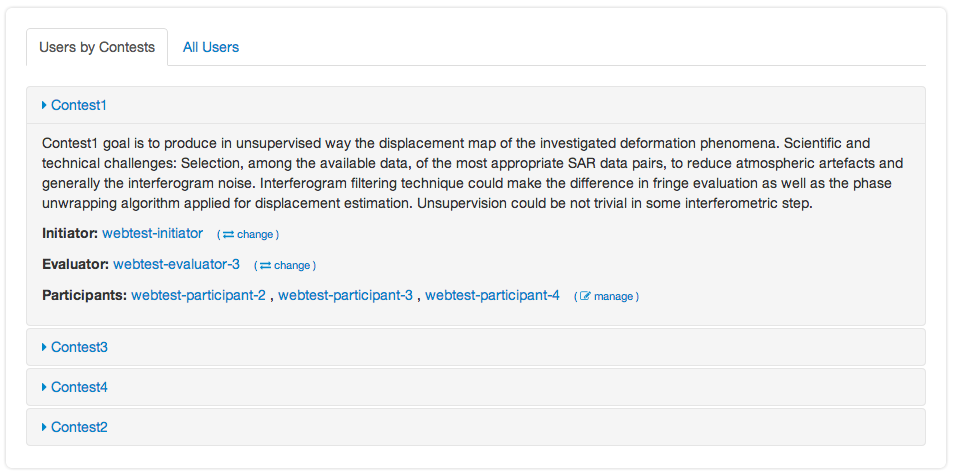 Users by Contests All Users
Contest1
Contest1 goal is to produce in unsupervised way the displacement map of the investigated deformation phenomena. Scientific and
technical challenges: Selection, among the available data, of the most appropriate SAR data pairs, to reduce atmospheric artefacts and
generally the interferogram noise. Interferogram filtering technique could make the difference in fringe evaluation as well as the phase
unwrapping algorithm applied for displacement estimation. Unsupervision could be not trivial in some interferometric step.
Initiator: webtest-initiator ( change )
Evaluator: webtest-evaluator-3 ( change )
Participants: webtest-participant-2 , webtest-participant-3 , webtest-participant-4 ( manage )
Contest3
Contest4
Contest2